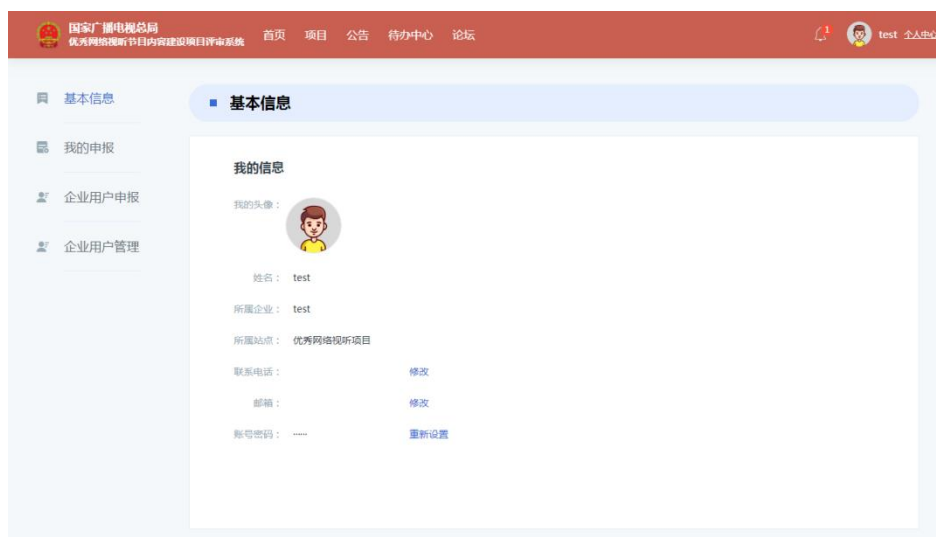 国家广播电视总局
优秀网络视听节目内容建设项目评审系统
首页 项目 公告 待办中心 论坛
1
test 个人中心
基本信息
我的申报
企业用户申报
企业用户管理
基本信息
我的信息
我的头像：
姓名： test
所属企业： test
所属站点： 优秀网络视听项目
联系电话： 修改
邮箱： 修改
账号密码： ······ 重新设置